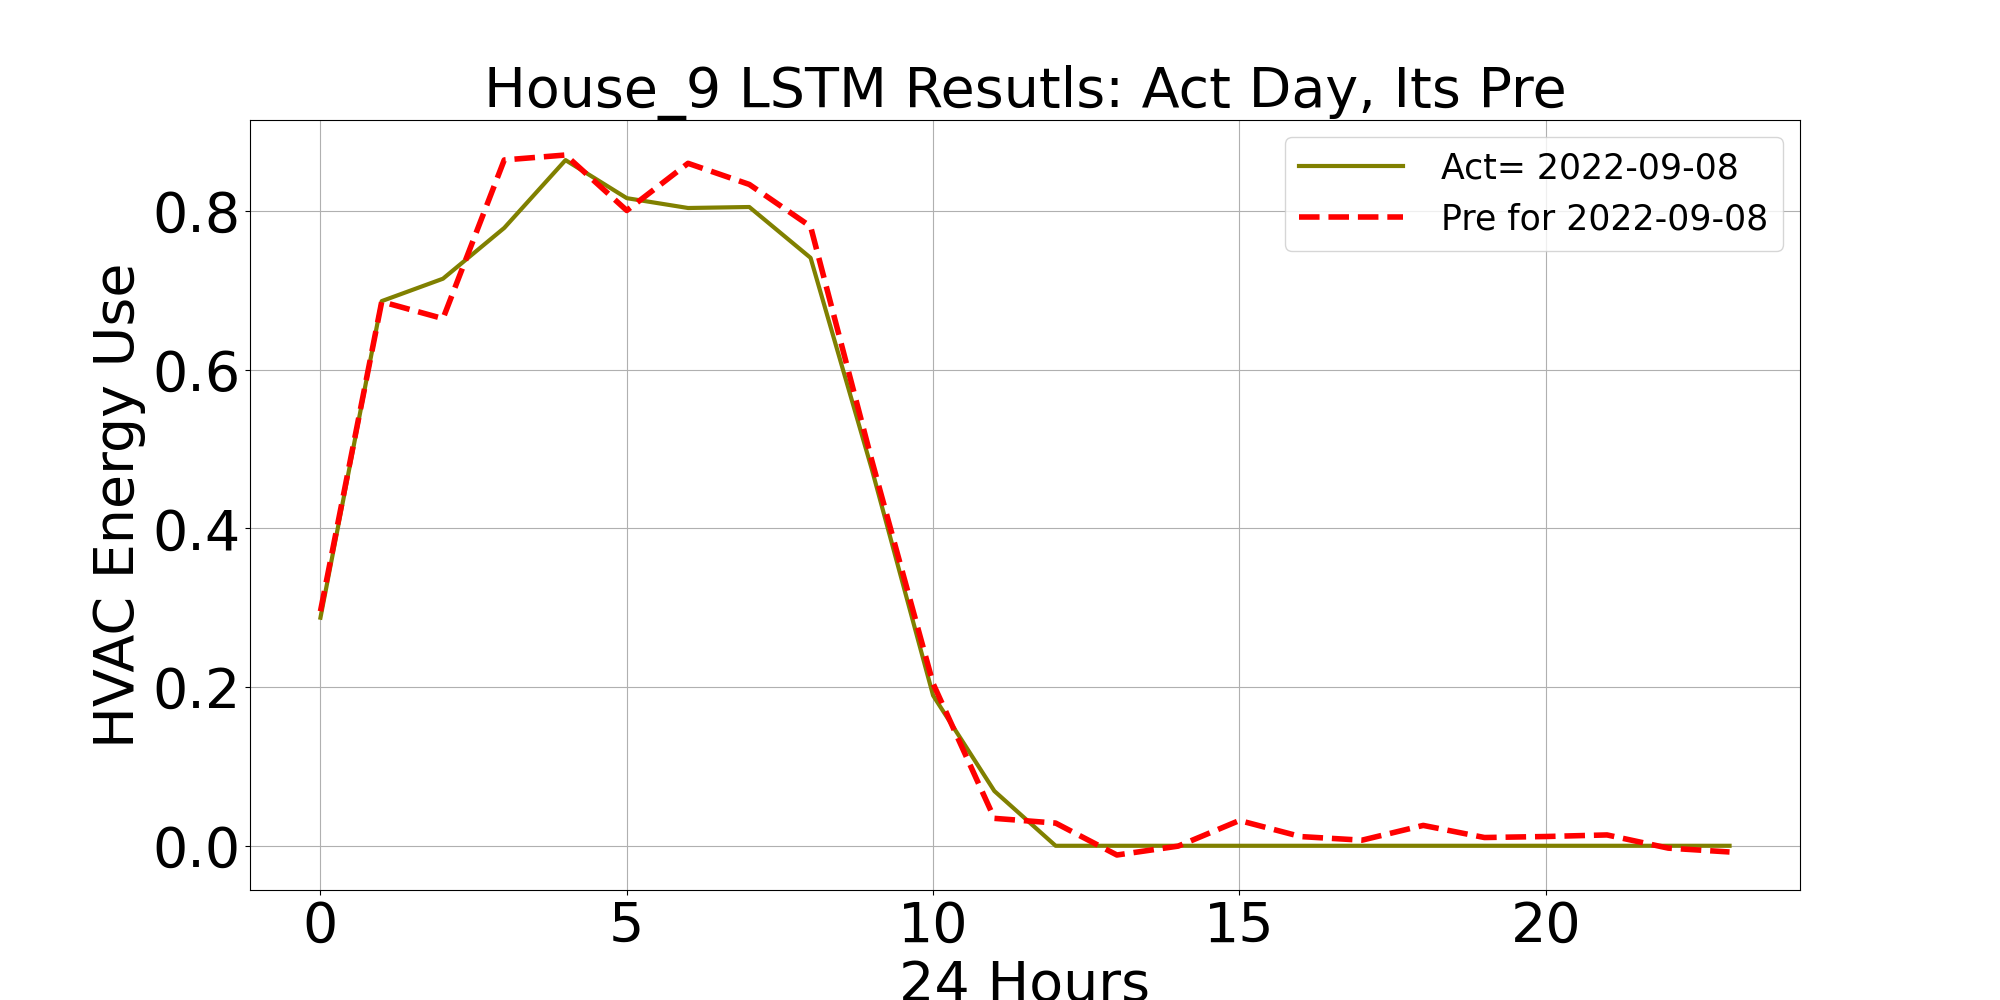 House_9 LSTM Resutls: Act Day, Its Pre
Act= 2022-09-08
Pre for 2022-09-08
HVAC Energy Use
0.8
0.6
0.4
0.2
0.0
0 5 10 15 20
24 Hours